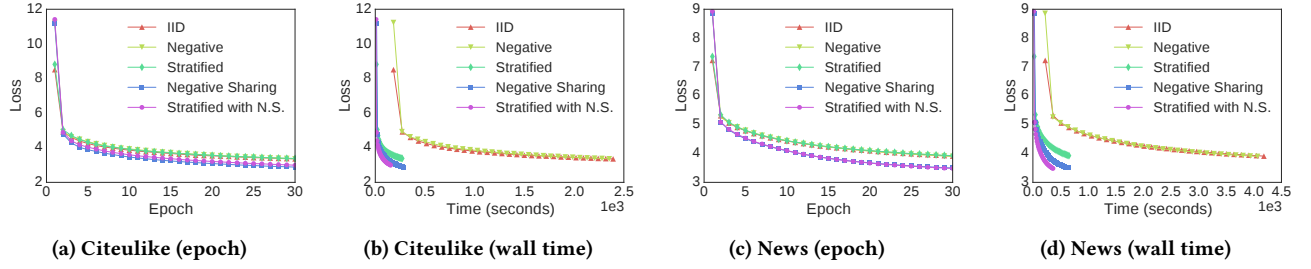 12
10
8
6
4
2
Loss
0
5
10
15
20
25
30
Epoch
IID
Negative
Stratified
Negative Sharing
Stratified with N.S.
(a) Citeulike (epoch)
12
10
8
6
4
2
Loss
0
0.5
1.0
1.5
2.0
2.5
1e3
Time (seconds)
IID
Negative
Stratified
Negative Sharing
Stratified with N.S.
(b) Citeulike (wall time)
9
8
7
6
5
4
3
Loss
0
5
10
15
20
25
30
Epoch
IID
Negative
Stratified
Negative Sharing
Stratified with N.S.
(c) News (epoch)
9
8
7
6
5
4
3
Loss
0.0
0.5
1.0
1.5
2.0
2.5
3.0
3.5
4.0
4.5
1e3
Time (seconds)
IID
Negative
Stratified
Negative Sharing
Stratified with N.S.
(d) News (wall time)